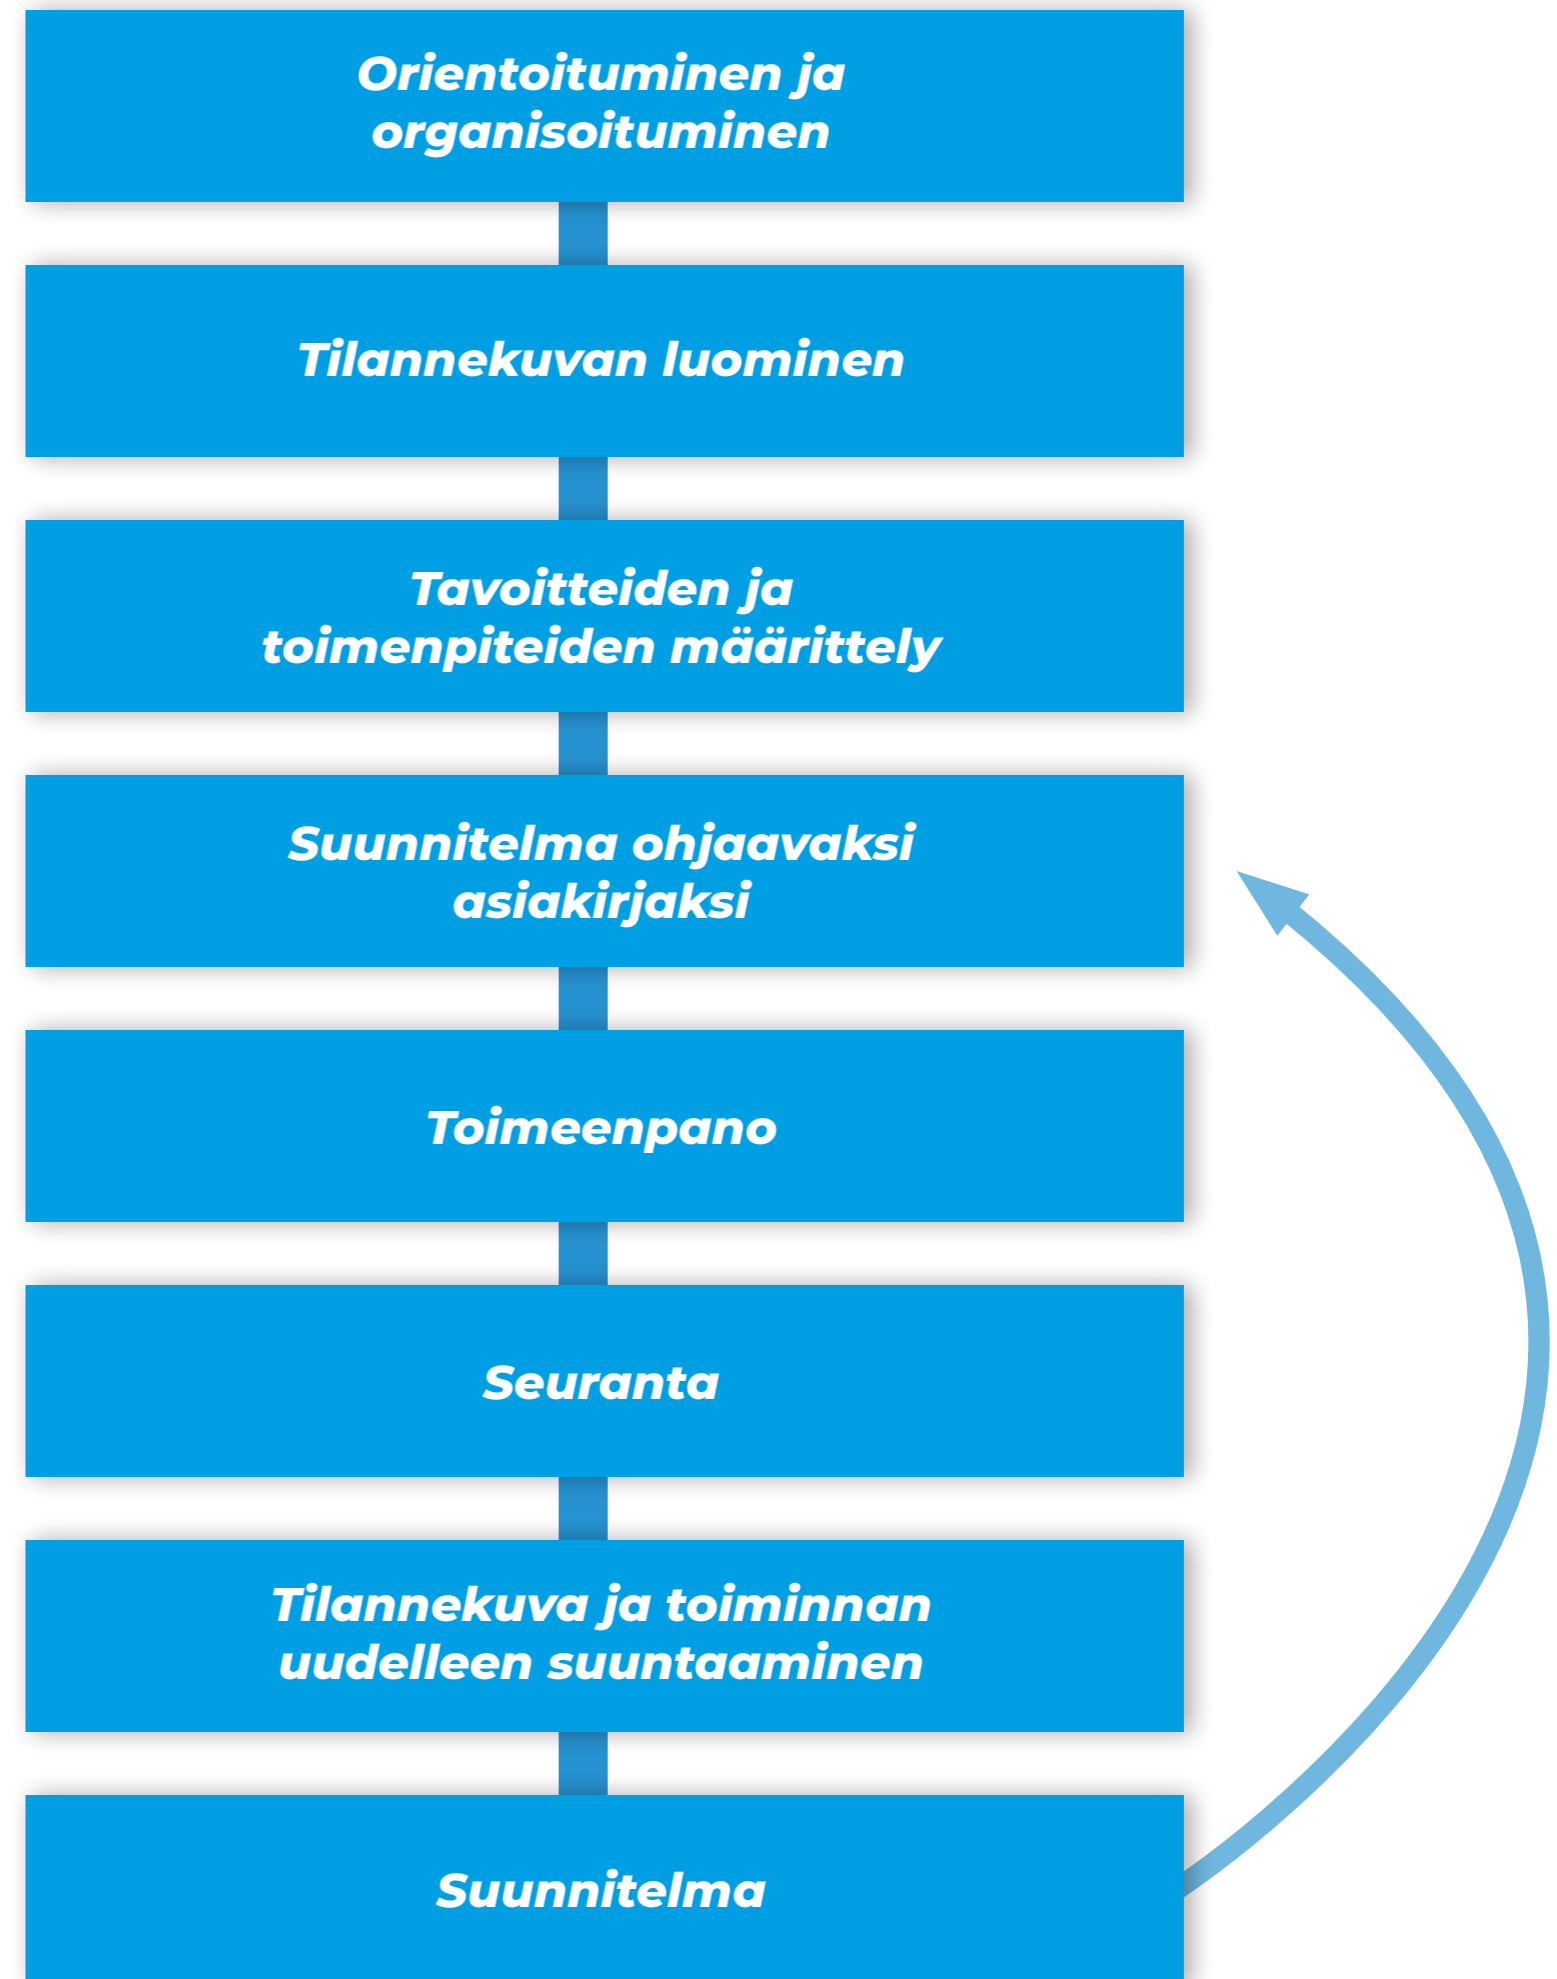 Orientoituminen ja
organisoituminen
Tilannekuvan luominen
Tavoitteiden ja
toimenpiteiden määrittely
Suunnitelma ohjaavaksi
asiakirjaksi
Toimeenpano
Seuranta
Tilannekuva ja toiminnan
uudelleen suuntaaminen
Suunnitelma